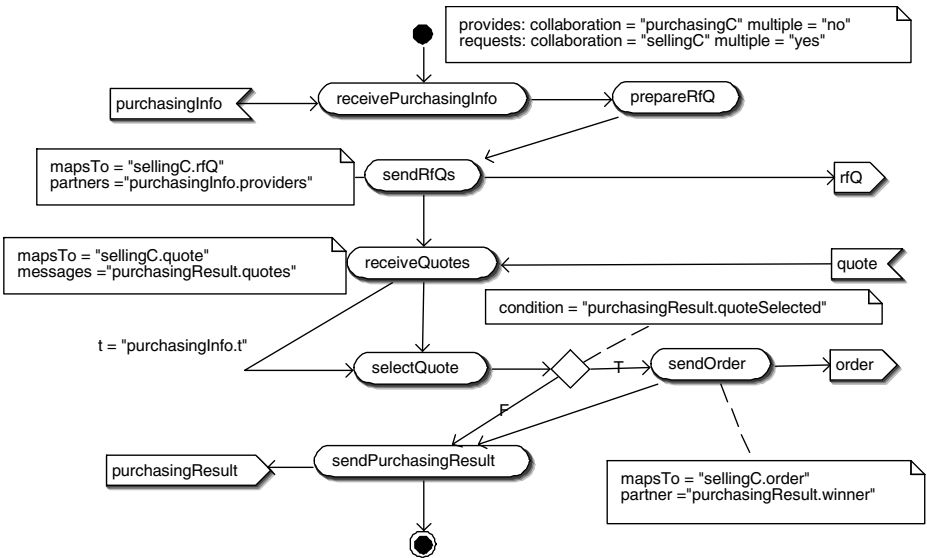 provides: collaboration = "purchasingC" multiple = "no"
requests: collaboration = "sellingC" multiple = "yes"
purchasingInfo
receivePurchasingInfo
prepareRfQ
mapsTo = "sellingC.rfQ"
partners ="purchasingInfo.providers"
sendRfQs
rfQ
mapsTo = "sellingC.quote"
messages ="purchasingResult.quotes"
receiveQuotes
quote
condition = "purchasingResult.quoteSelected"
t = "purchasingInfo.t"
selectQuote
T
sendOrder
order
F
purchasingResult
sendPurchasingResult
mapsTo = "sellingC.order"
partner ="purchasingResult.winner"